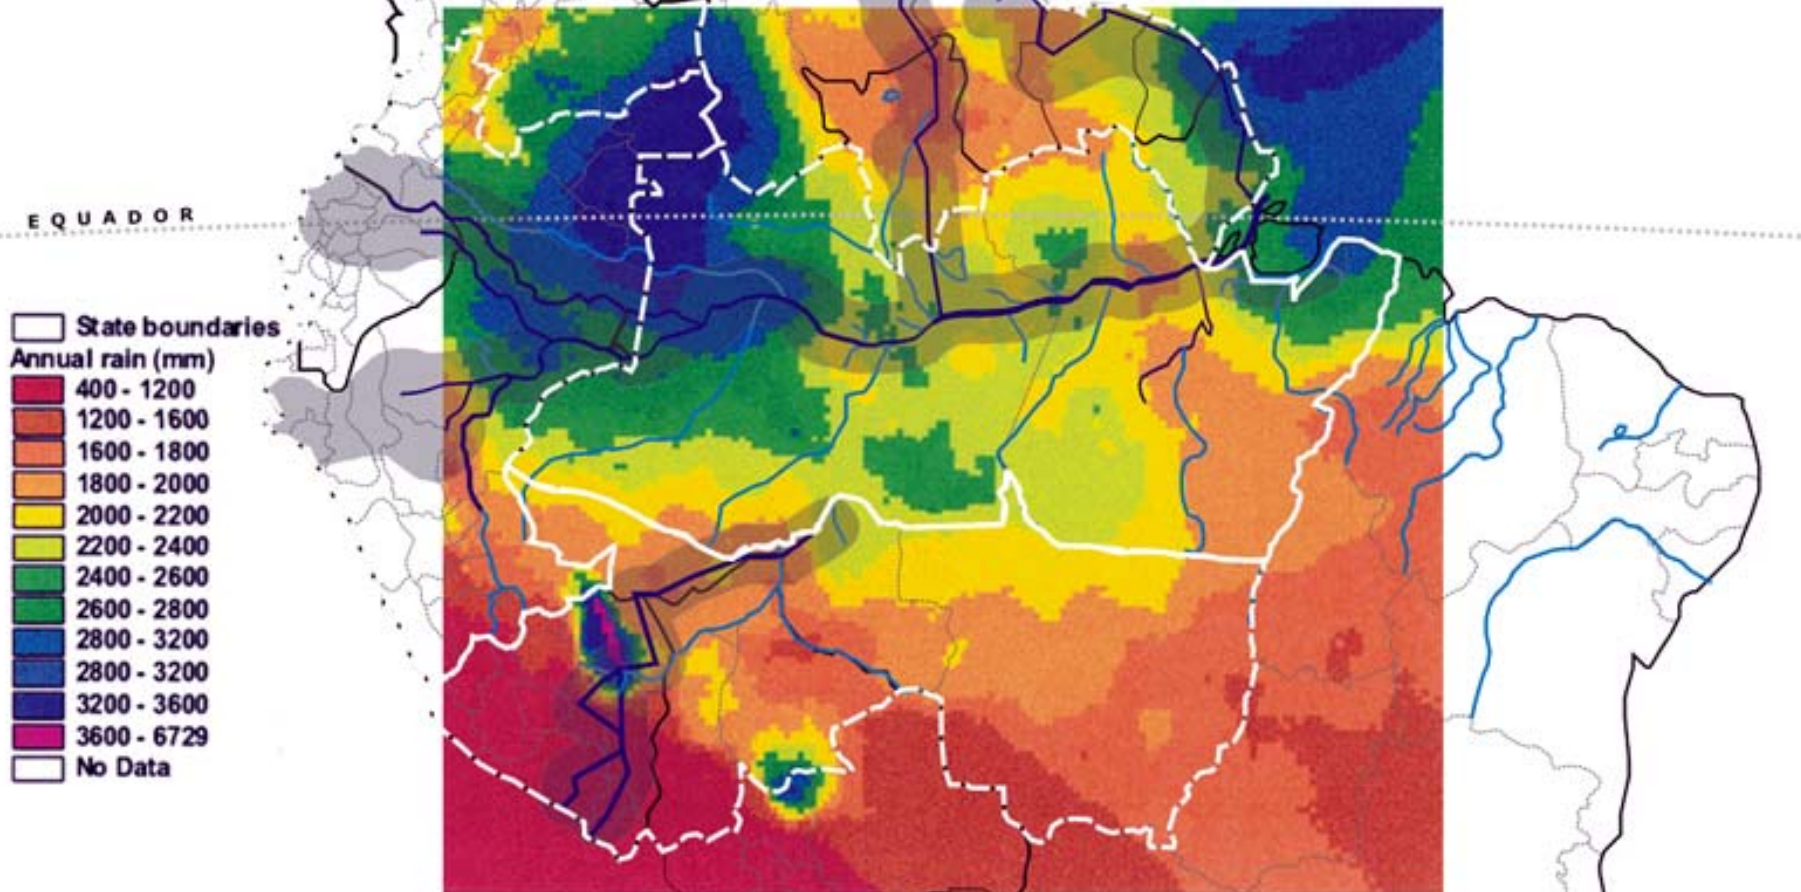 EQUADOR
State boundaries
Annual rain (mm)
400 - 1200
1200 - 1600
1600 - 1800
1800 - 2000
2000 - 2200
2200 - 2400
2400 - 2600
2600 - 2800
2800 - 3200
2800 - 3200
3200 - 3600
3600 - 6729
No Data